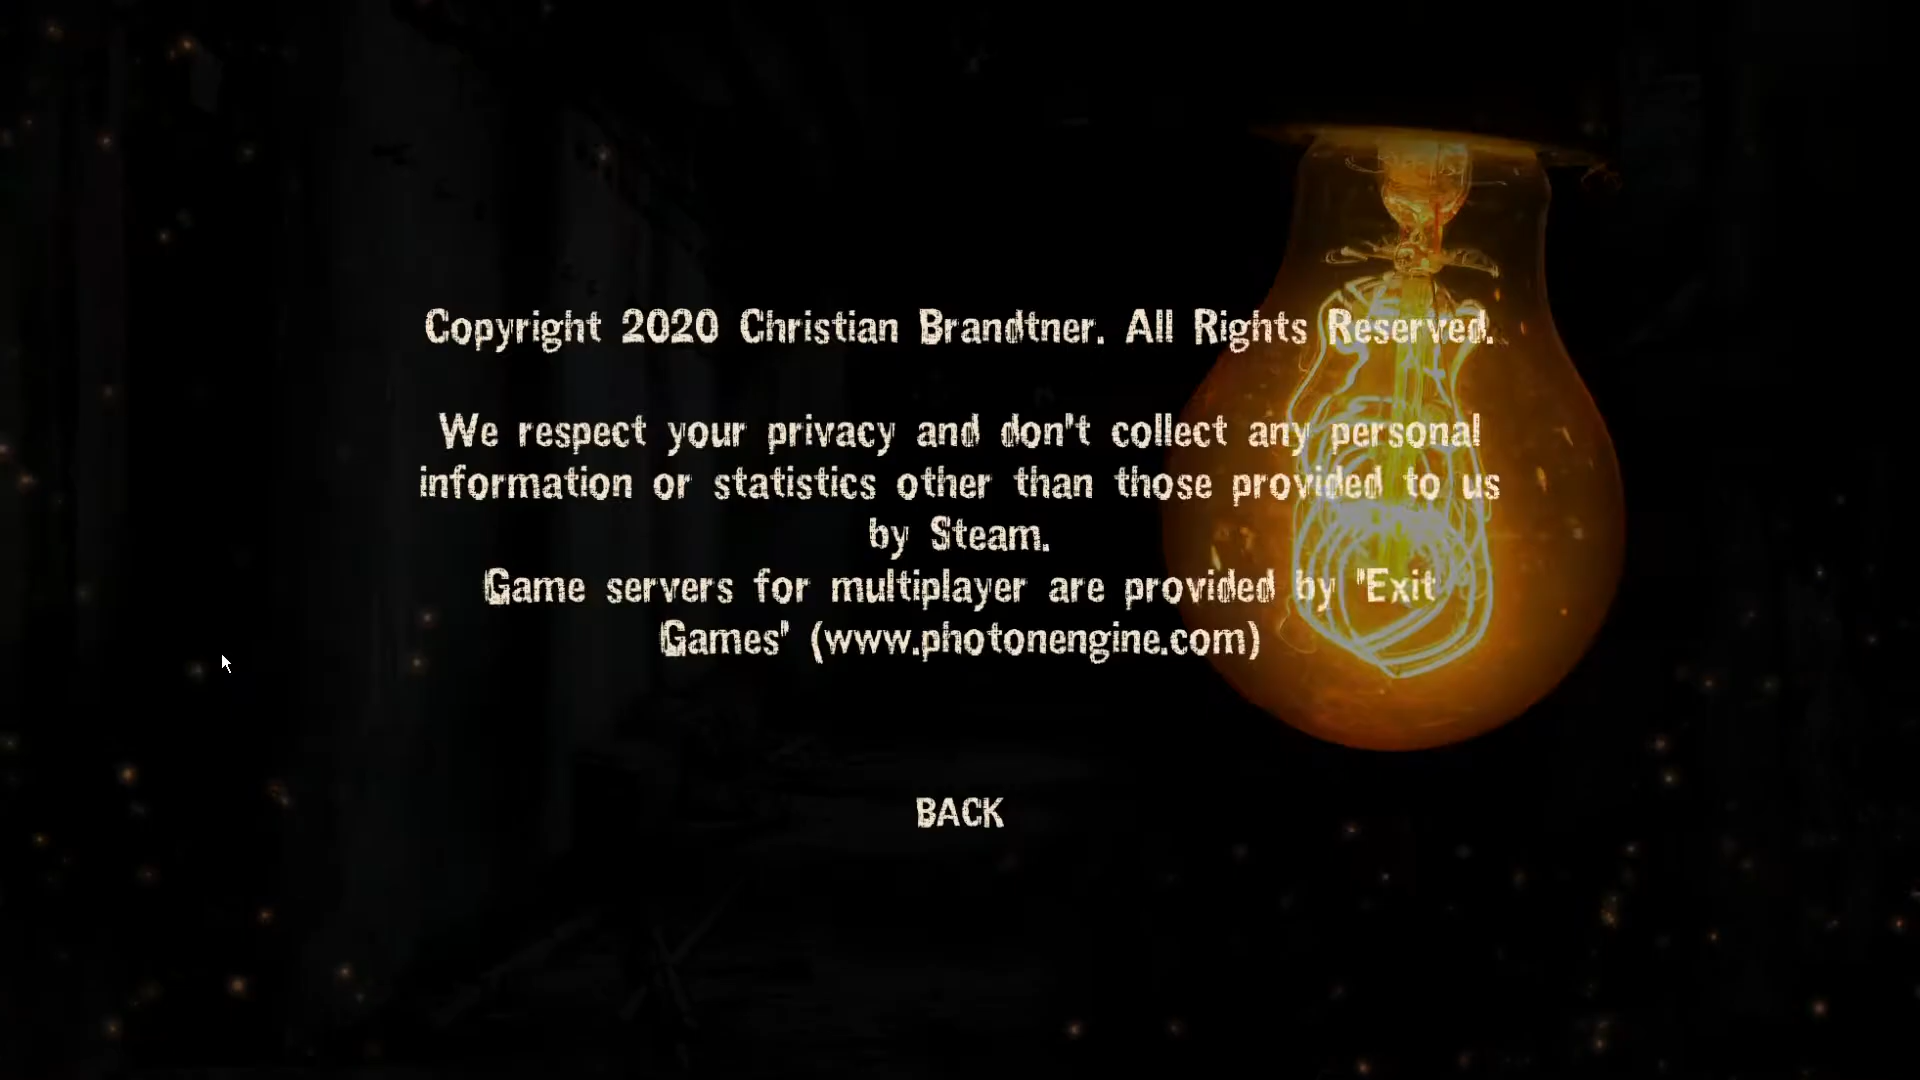 Copyright 2020 Christian Brandtner. All Rights Reserved.
We respect your privacy and don't collect any personal
information or statistics other than those provided to us
by Steam.
Game servers for multiplayer are provided by 'Exit
Games' (www.photonengine.com)
BACK